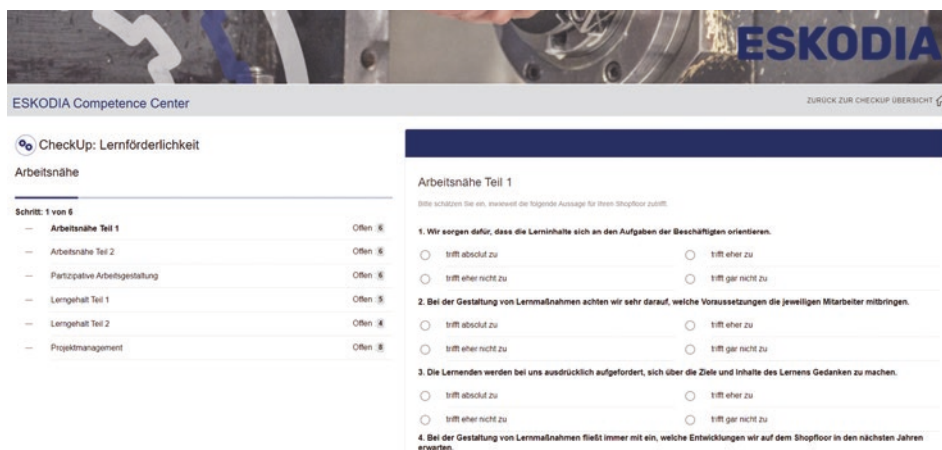 ESKODIA
ESKODIA Competence Center
ZURÜCK ZUR CHECKUP ÜBERSICHT
CheckUp: Lernförderlichkeit
Arbeitsnähe
Schritt: 1 von 6
— Arbeitsnähe Teil 1 Offen 6
— Arbeitsnähe Teil 2 Offen 6
— Partizipative Arbeitsgestaltung Offen 6
— Lerngehalt Teil 1 Offen 5
— Lerngehalt Teil 2 Offen 4
— Projektmanagement Offen 8
Arbeitsnähe Teil 1
Bitte schätzen Sie ein, inwieweit die folgende Aussage für Ihren Shopfloor zutrifft.
1. Wir sorgen dafür, dass die Lerninhalte sich an den Aufgaben der Beschäftigten orientieren.
trifft absolut zu trifft eher zu
trifft eher nicht zu trifft gar nicht zu
2. Bei der Gestaltung von Lernmaßnahmen achten wir sehr darauf, welche Voraussetzungen die jeweiligen Mitarbeiter mitbringen.
trifft absolut zu trifft eher zu
trifft eher nicht zu trifft gar nicht zu
3. Die Lernenden werden bei uns ausdrücklich aufgefordert, sich über die Ziele und Inhalte des Lernens Gedanken zu machen.
trifft absolut zu trifft eher zu
trifft eher nicht zu trifft gar nicht zu
4. Bei der Gestaltung von Lernmaßnahmen fließt immer mit ein, welche Entwicklungen wir auf dem Shopfloor in den nächsten Jahren
erwarten.